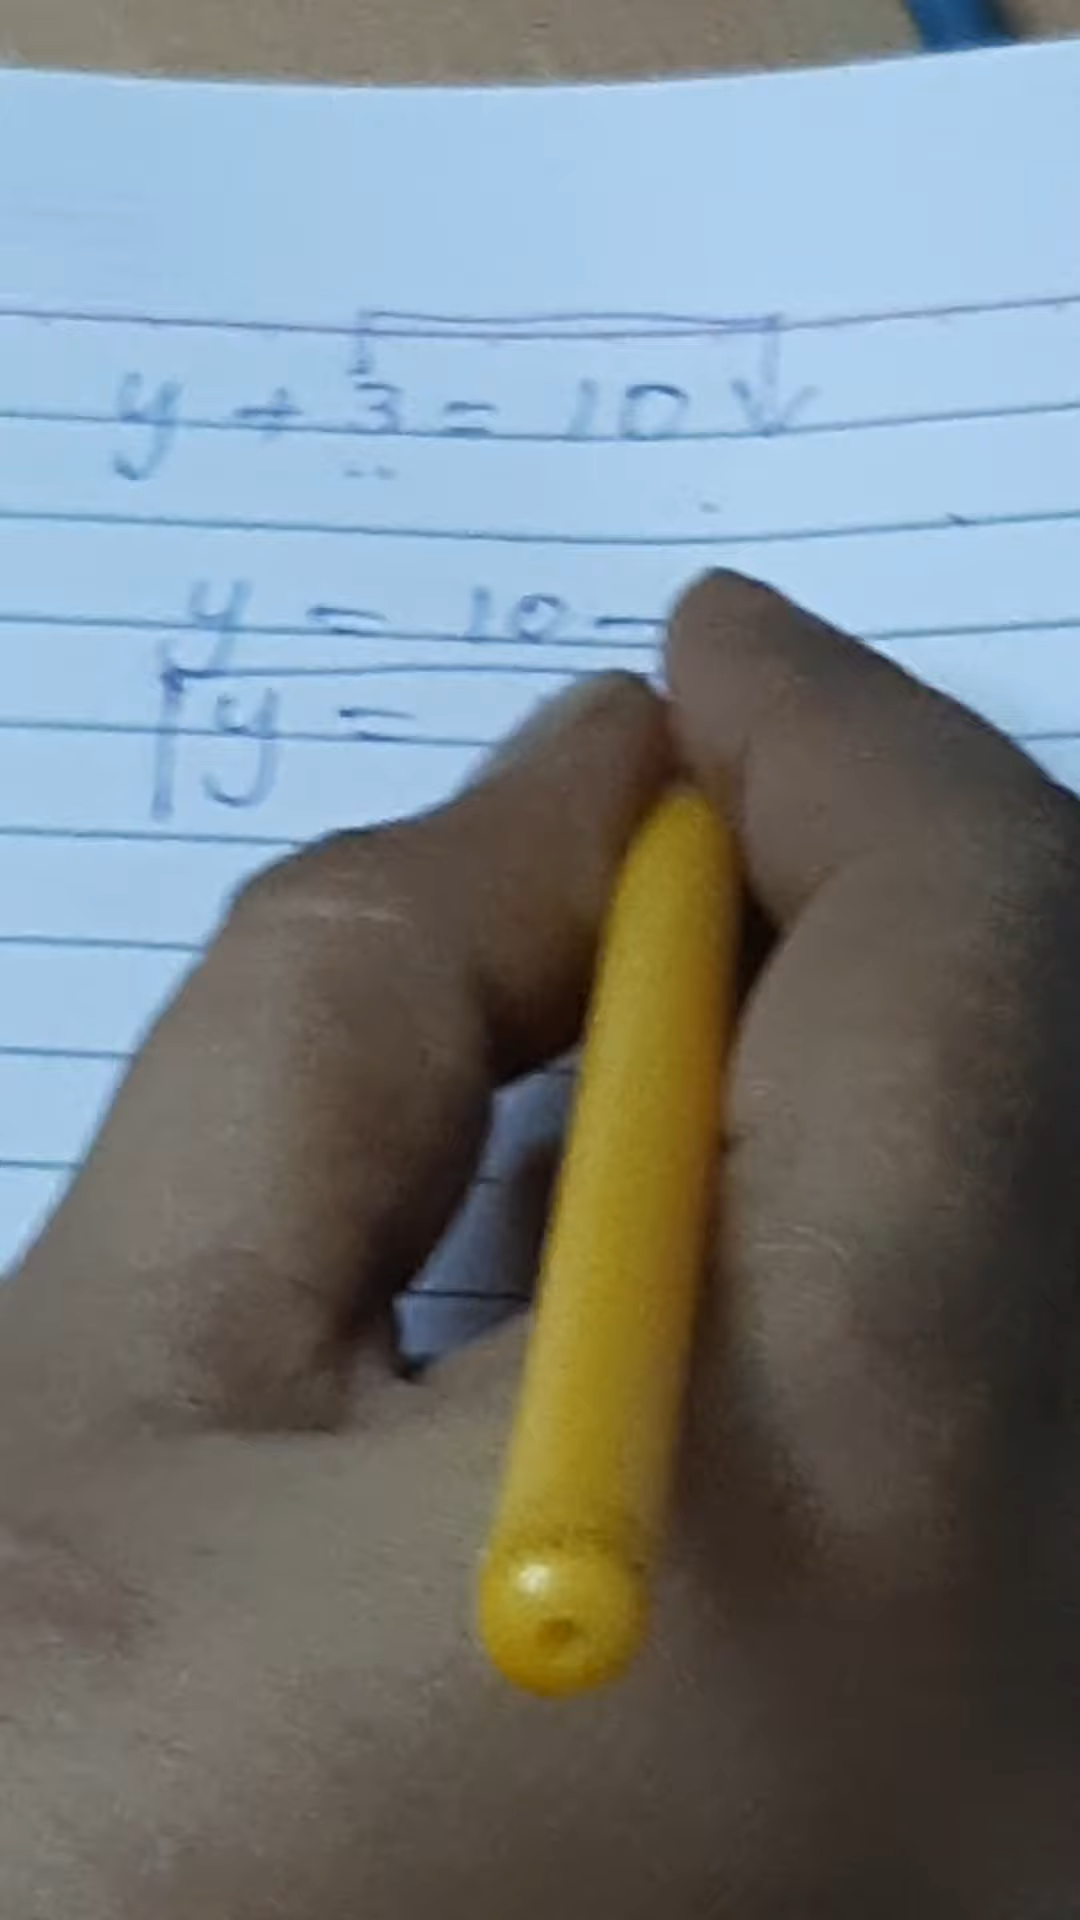 y + 3 = 10
y = 10 -
y =